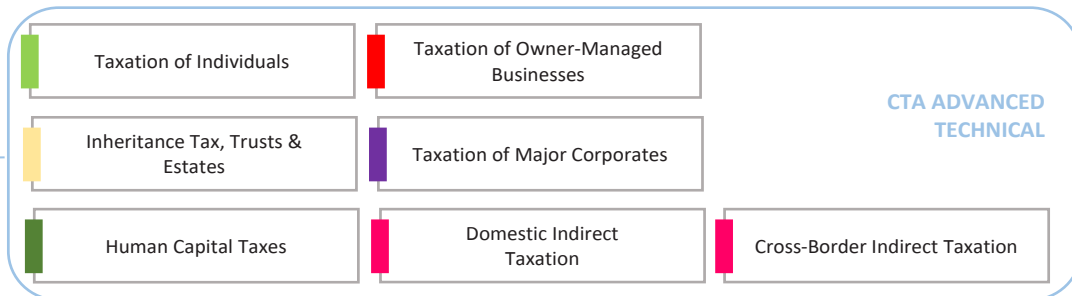 Taxation of Individuals
Taxation of Owner-Managed
Businesses
CTA ADVANCED
TECHNICAL
Inheritance Tax, Trusts &
Estates
Taxation of Major Corporates
Human Capital Taxes
Domestic Indirect
Taxation
Cross-Border Indirect Taxation